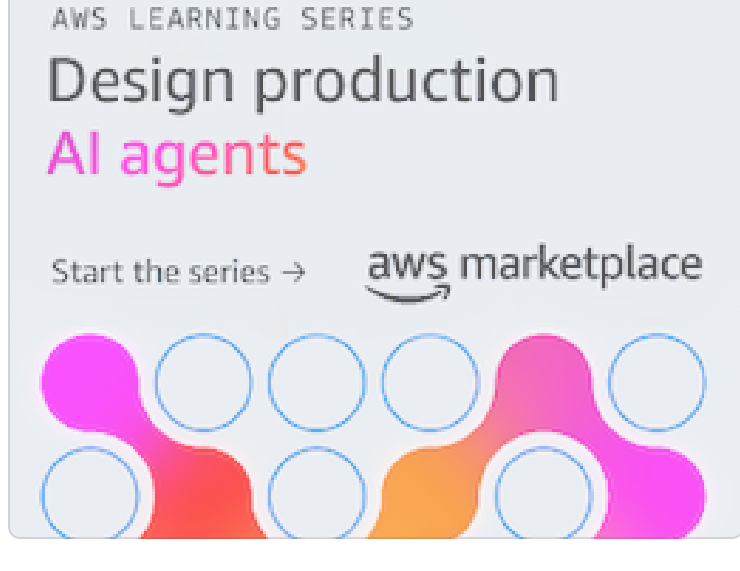 AWS LEARNING SERIES
Design production
AI agents
Start the series →
aws marketplace